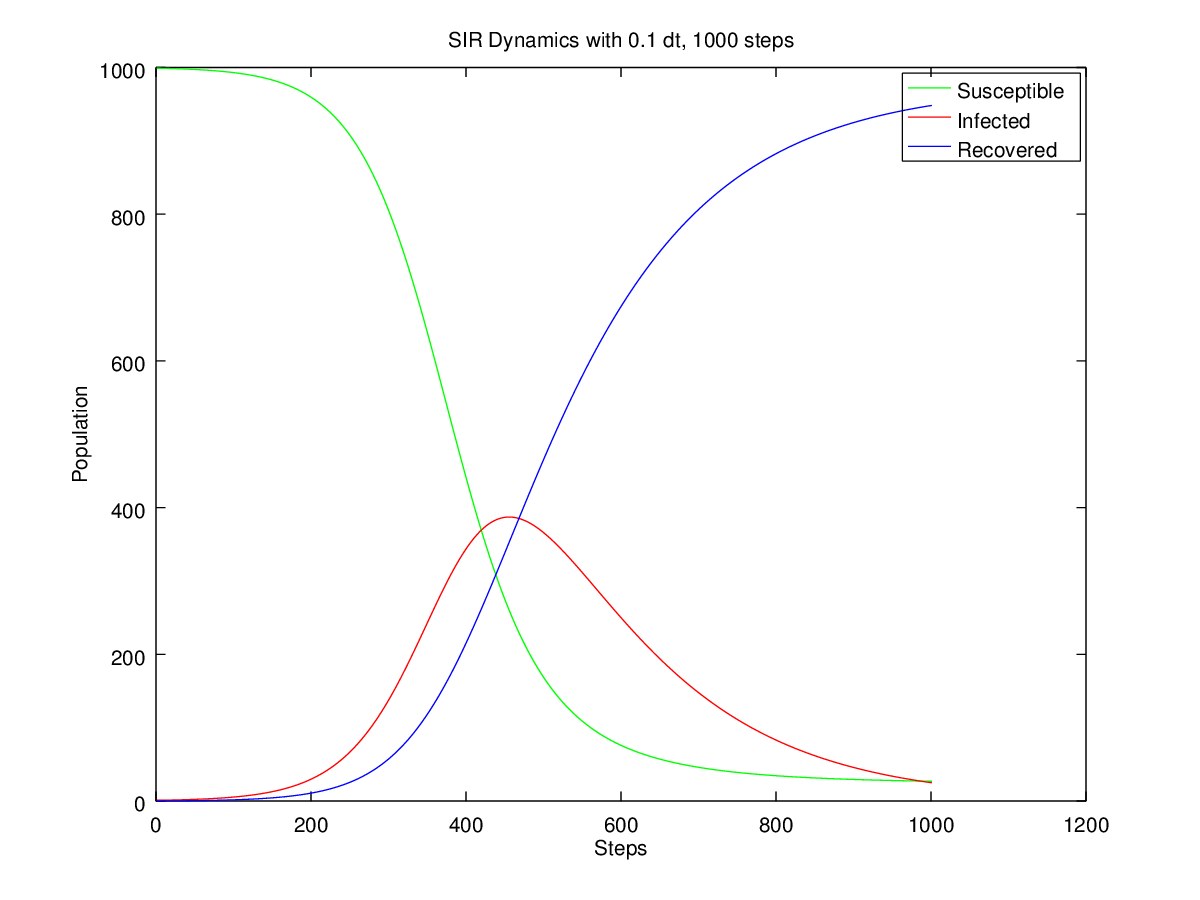 SIR Dynamics with 0.1 dt, 1000 steps
1000
800
600
400
200
0
Population
Susceptible
Infected
Recovered
0 200 400 600 800 1000 1200
Steps